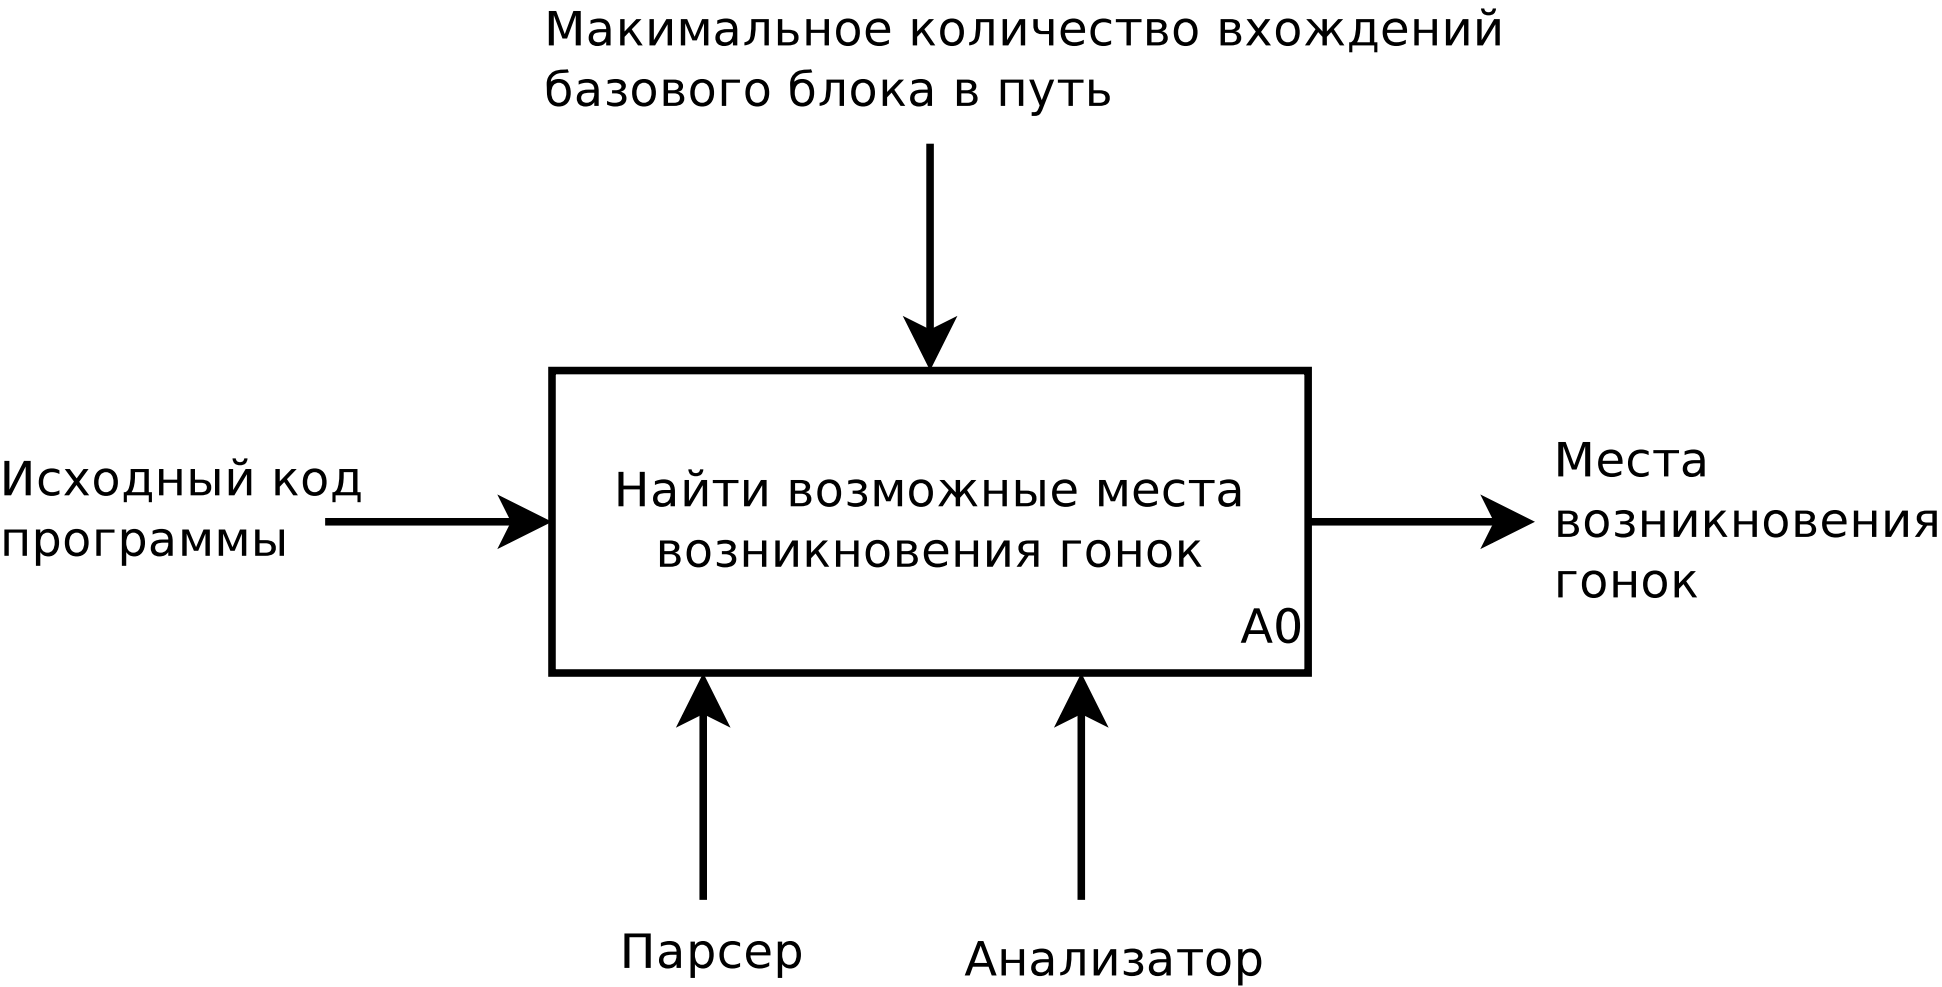 Макимальное количество вхождений
базового блока в путь
Исходный код
программы
Найти возможные места
возникновения гонок
A0
Места
возникновения
гонок
Парсер
Анализатор